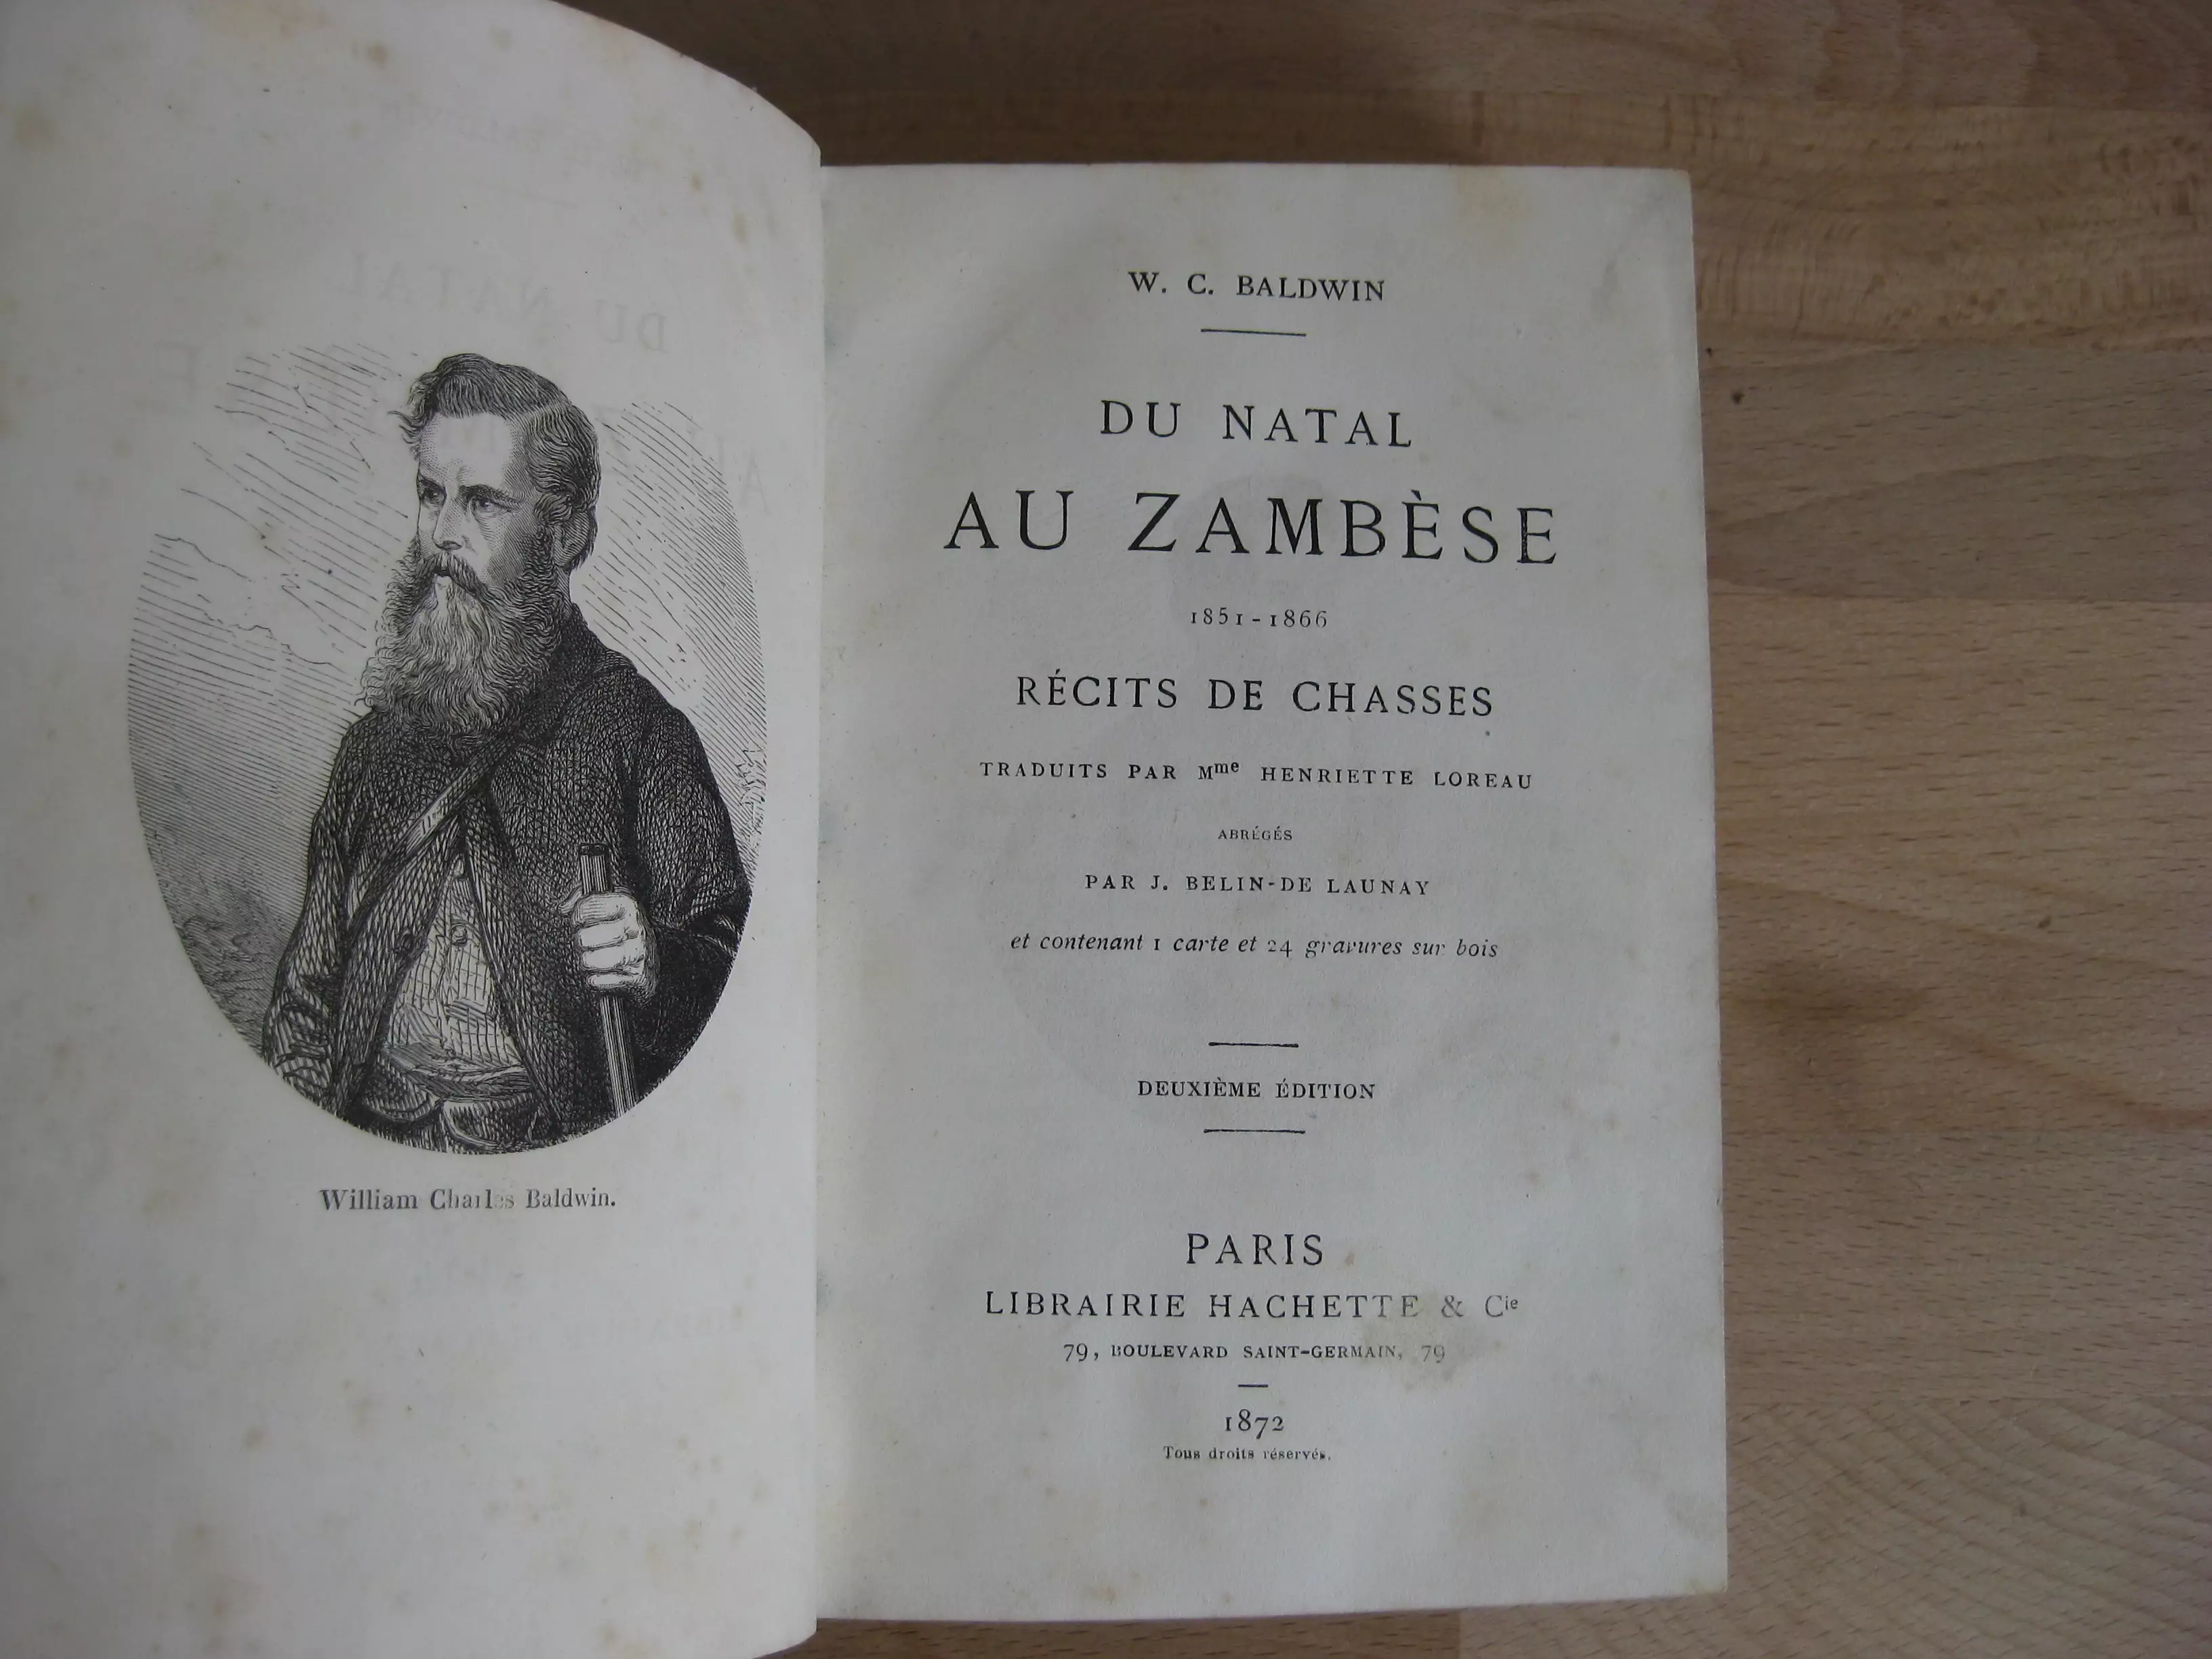 William Charles Baldwin.
W. C. BALDWIN
DU NATAL
AU ZAMBÈSE
1851-1866
RÉCITS DE CHASSES
TRADUITS PAR Mme HENRIETTE LOREAU
ABRÉGÉS
PAR J. BELIN-DE LAUNAY
et contenant 1 carte et 24 gravures sur bois
DEUXIÈME ÉDITION
PARIS
LIBRAIRIE HACHETTE & Cie
79, BOULEVARD SAINT-GERMAIN, 79
1872
Tous droits réservés.